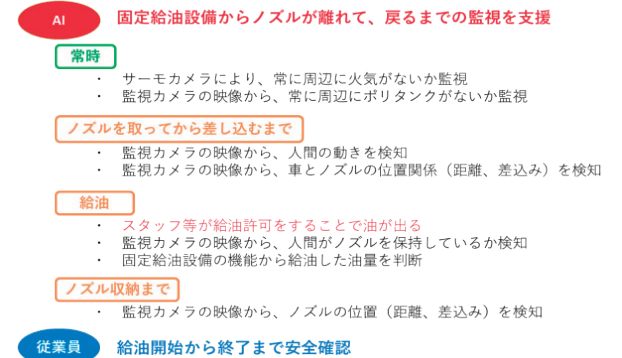 AI 固定給油設備からノズルが離れて、戻るまでの監視を支援
常時
・ サーモカメラにより、常に周辺に火気がないか監視
・ 監視カメラの映像から、常に周辺にポリタンクがないか監視
ノズルを取ってから差し込むまで
・ 監視カメラの映像から、人間の動きを検知
・ 監視カメラの映像から、車とノズルの位置関係（距離、差込み）を検知
給油
・ スタッフ等が給油許可をすることで油が出る
・ 監視カメラの映像から、人間がノズルを保持しているか検知
・ 固定給油設備の機能から給油した油量を判断
ノズル収納まで
・ 監視カメラの映像から、ノズルの位置（距離、差込み）を検知
従業員 給油開始から終了まで安全確認